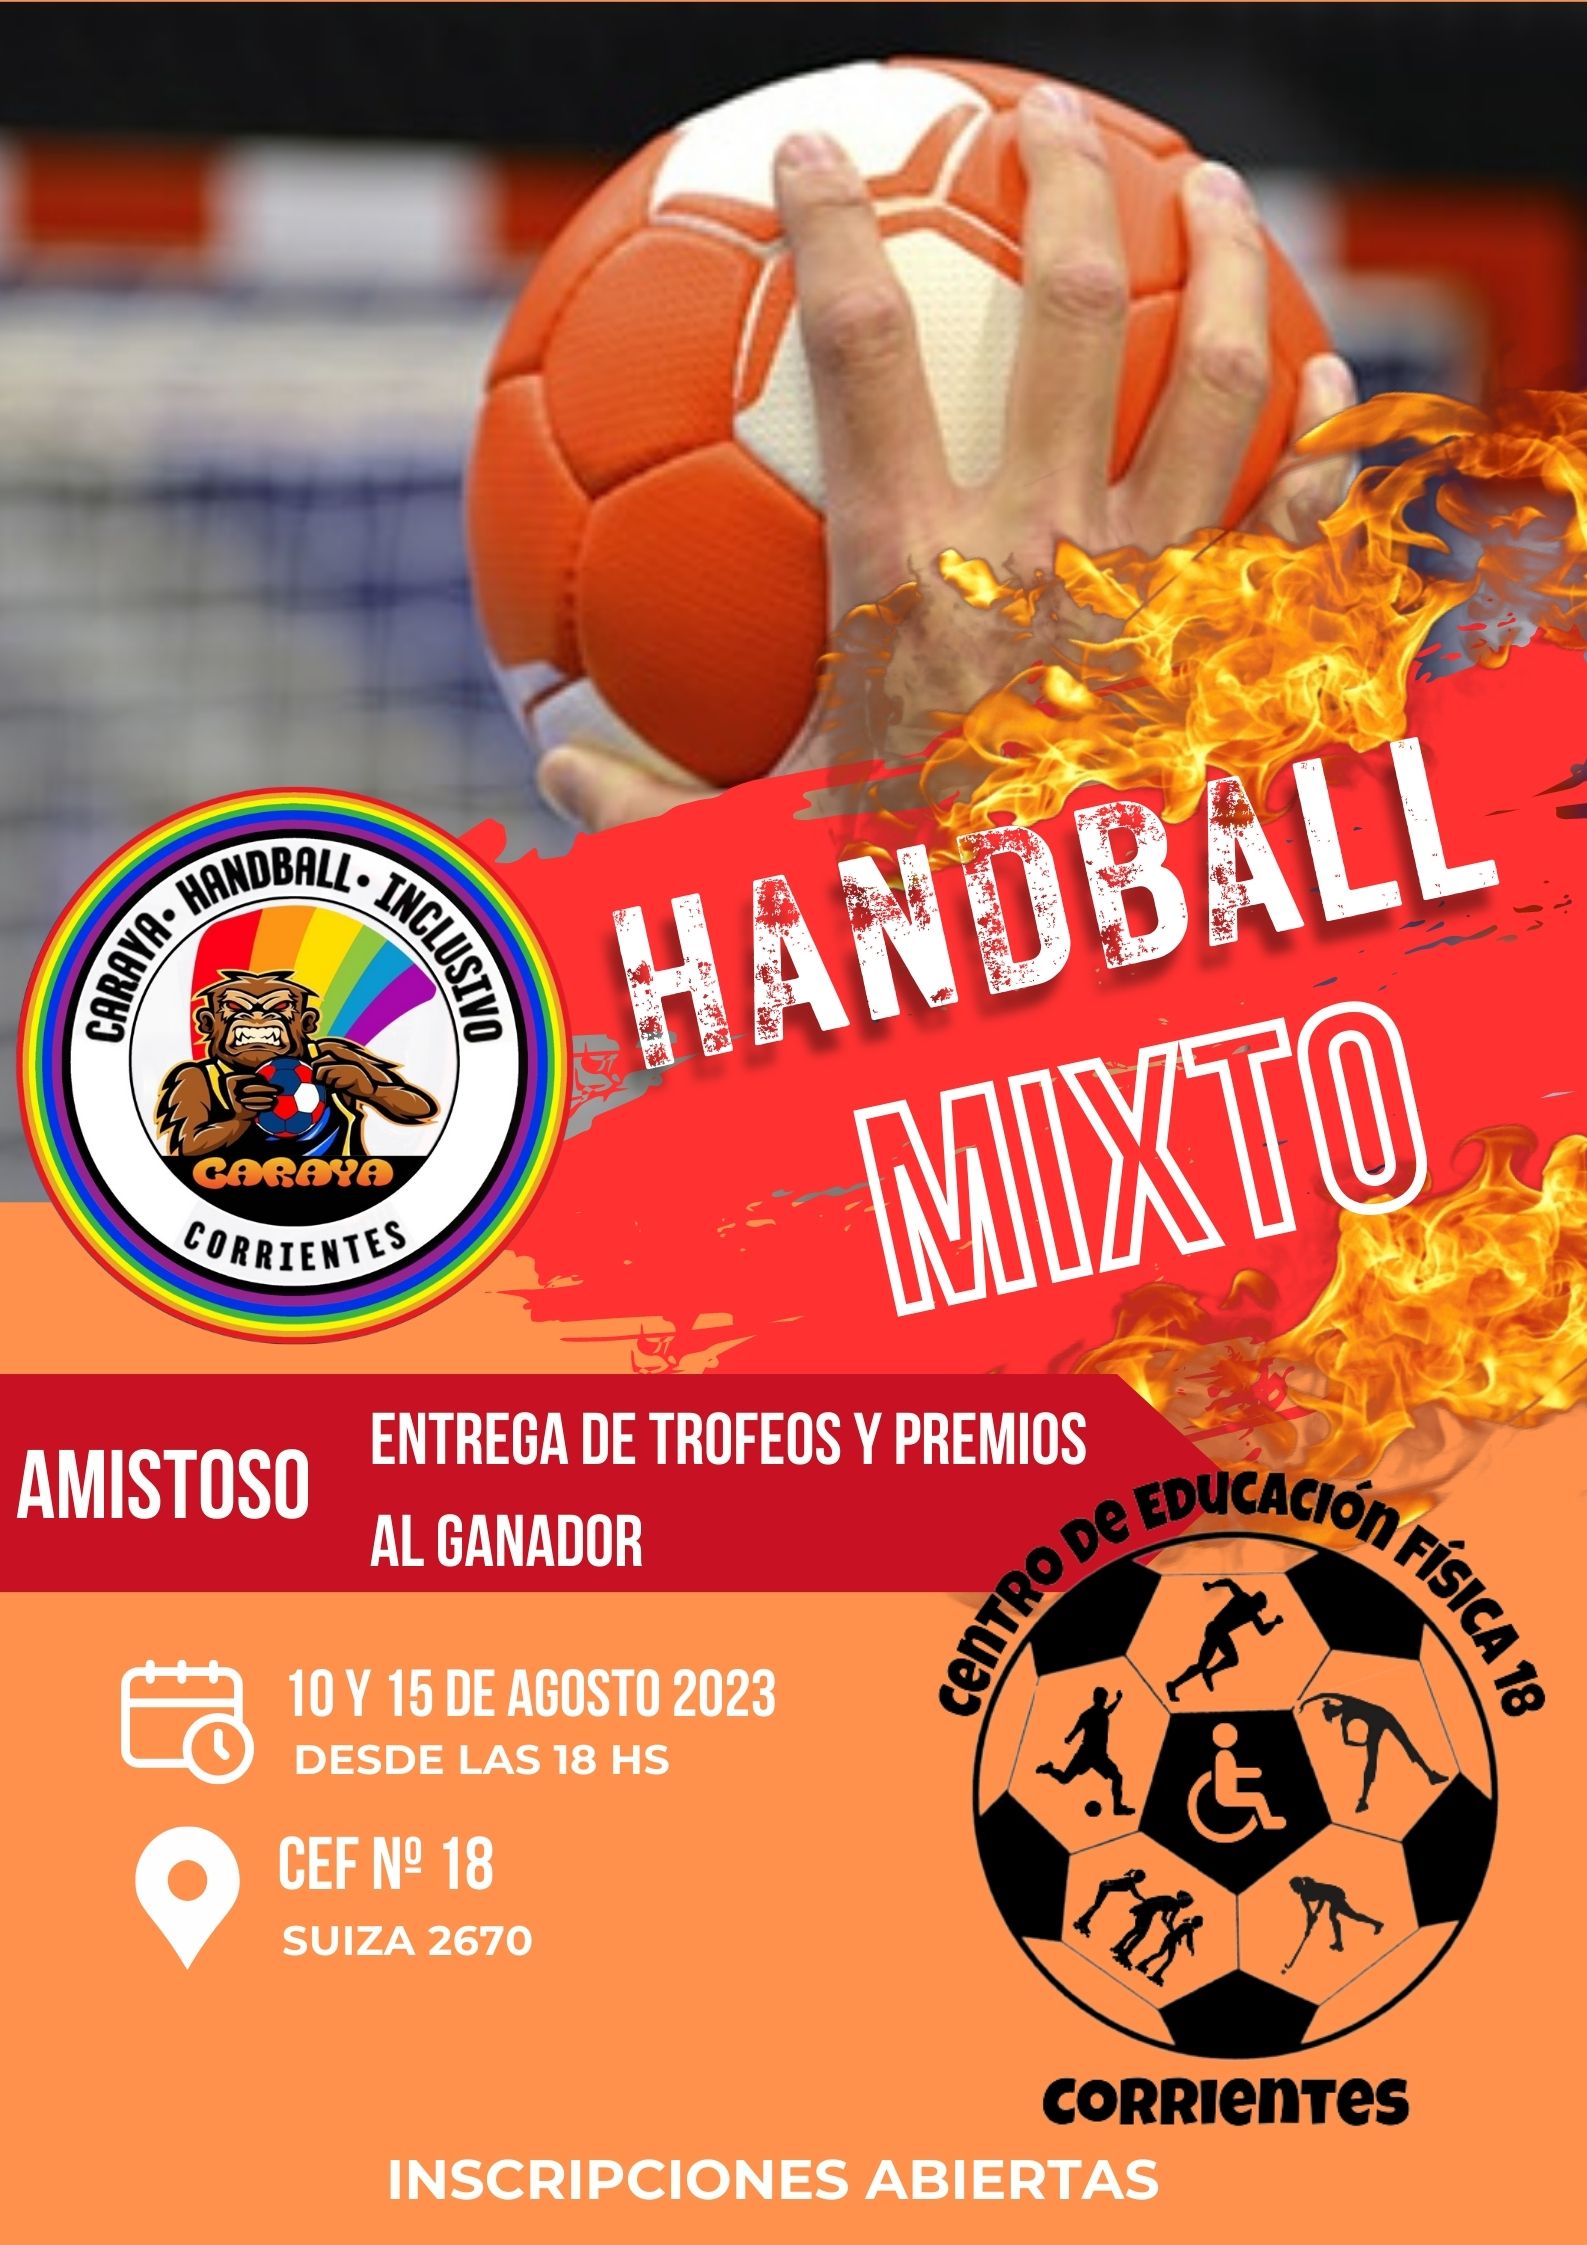 CARAYA • HANDBALL • INCLUSIVO
CARAYA
CORRIENTES
HANDBALL
MIXTO
AMISTOSO
ENTREGA DE TROFEOS Y PREMIOS
AL GANADOR
CENTRO DE EDUCACIÓN FÍSICA 18
CORRIENTES
10 Y 15 DE AGOSTO 2023
DESDE LAS 18 HS
CEF Nº 18
SUIZA 2670
INSCRIPCIONES ABIERTAS